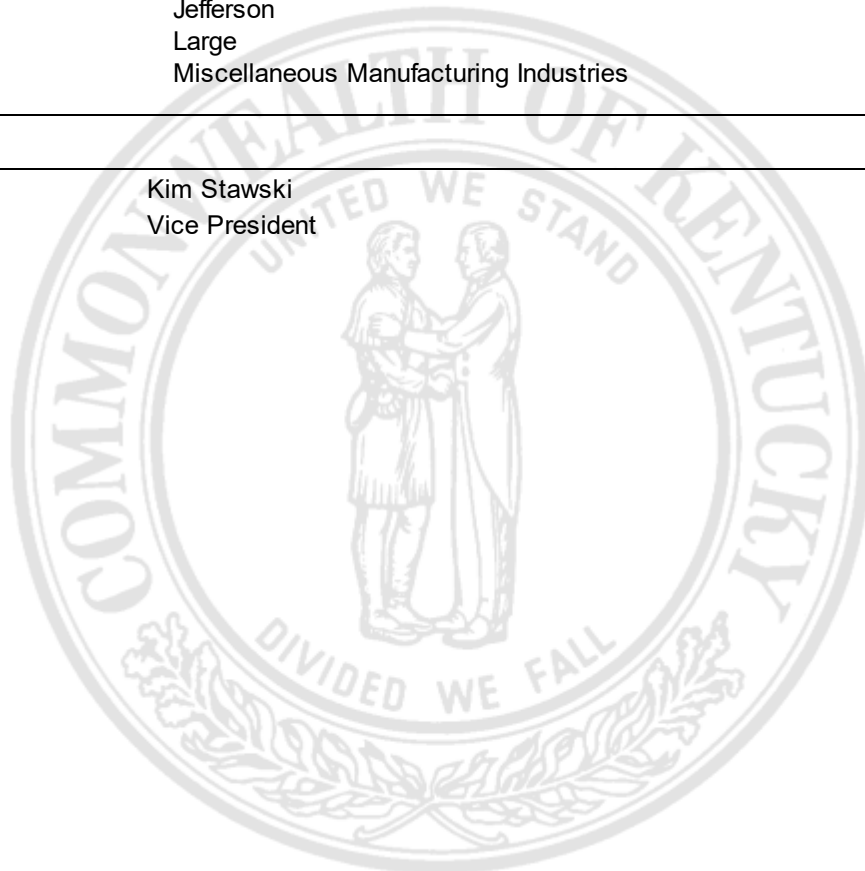 Jefferson
Large
Miscellaneous Manufacturing Industries
Kim Stawski
Vice President
COMMONWEALTH OF KENTUCKY
UNITED WE STAND
DIVIDED WE FALL